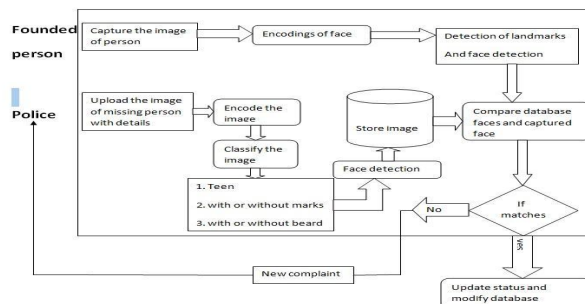 Founded
person
Capture the image
of person
Encodings of face
Detection of landmarks
And face detection
Police
Upload the image
of missing person
with details
Encode the
image
Classify the
image
1. Teen
2. with or without marks
3. with or without beard
Face detection
Store image
Compare database
faces and captured
face
If
matches
No
Yes
New complaint
Update status and
modify database